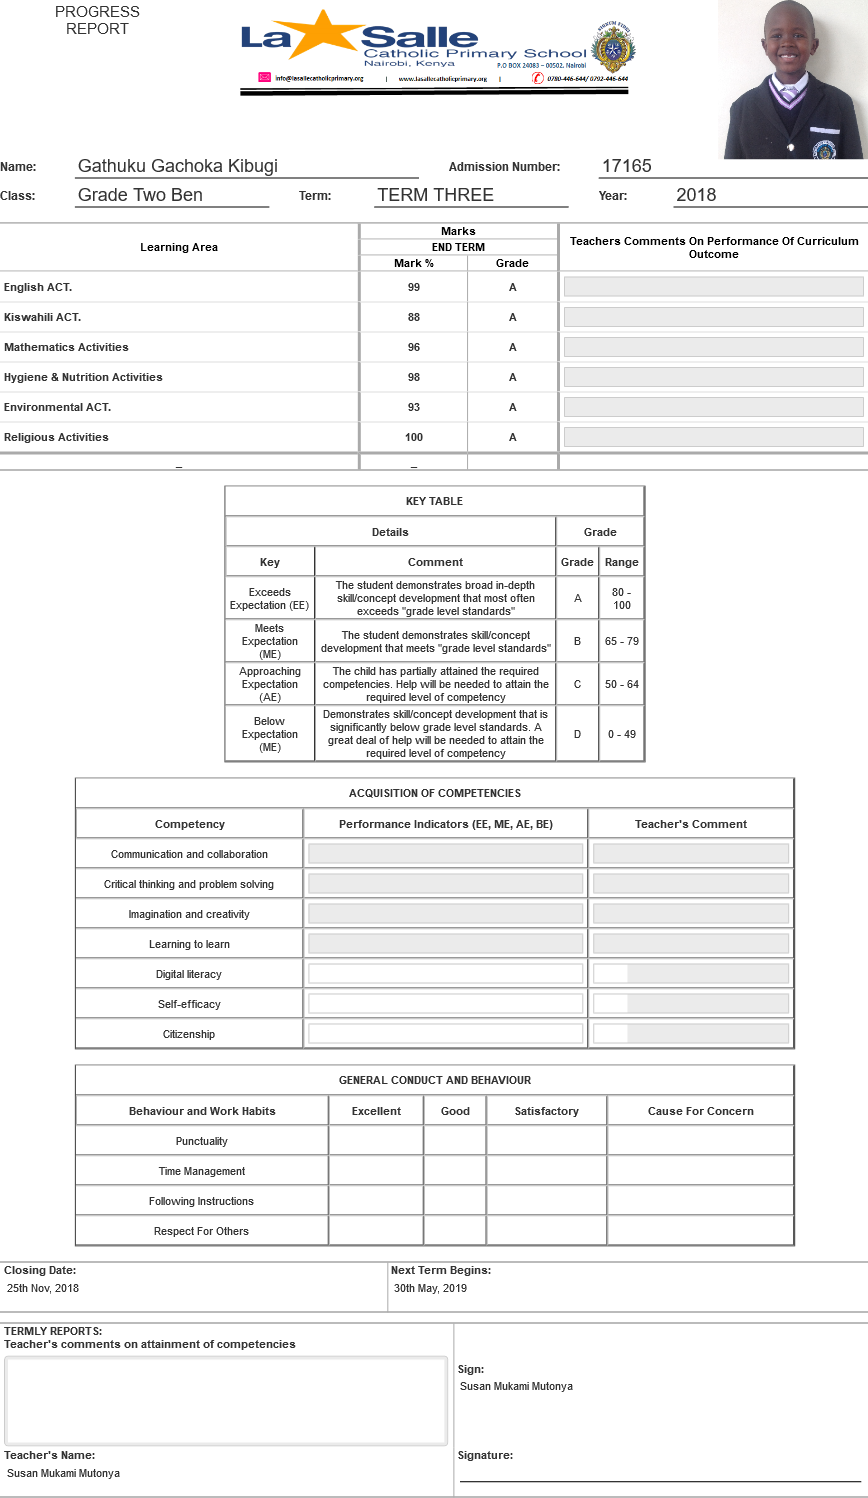 PROGRESS
REPORT
La Salle
Catholic Primary School
Nairobi, Kenya
P.O BOX 24083 – 00502, Nairobi
info@lasallecatholicprimary.org | www.lasallecatholicprimary.org | 0780-446-644/ 0792-446-644
Name: Gathuku Gachoka Kibugi Admission Number: 17165
Class: Grade Two Ben Term: TERM THREE Year: 2018
Learning Area
Marks
END TERM
Mark % Grade
Teachers Comments On Performance Of Curriculum
Outcome
English ACT. 99 A
Kiswahili ACT. 88 A
Mathematics Activities 96 A
Hygiene & Nutrition Activities 98 A
Environmental ACT. 93 A
Religious Activities 100 A
_ _
KEY TABLE
Details Grade
Key Comment Grade Range
Exceeds
Expectation (EE)
The student demonstrates broad in-depth
skill/concept development that most often
exceeds "grade level standards"
A
80 -
100
Meets
Expectation
(ME)
The student demonstrates skill/concept
development that meets "grade level standards"
B
65 - 79
Approaching
Expectation
(AE)
The child has partially attained the required
competencies. Help will be needed to attain the
required level of competency
C
50 - 64
Below
Expectation
(ME)
Demonstrates skill/concept development that is
significantly below grade level standards. A
great deal of help will be needed to attain the
required level of competency
D
0 - 49
ACQUISITION OF COMPETENCIES
Competency Performance Indicators (EE, ME, AE, BE) Teacher's Comment
Communication and collaboration
Critical thinking and problem solving
Imagination and creativity
Learning to learn
Digital literacy
Self-efficacy
Citizenship
GENERAL CONDUCT AND BEHAVIOUR
Behaviour and Work Habits Excellent Good Satisfactory Cause For Concern
Punctuality
Time Management
Following Instructions
Respect For Others
Closing Date: Next Term Begins:
25th Nov, 2018 30th May, 2019
TERMLY REPORTS:
Teacher's comments on attainment of competencies
Sign:
Susan Mukami Mutonya
Teacher's Name: Signature:
Susan Mukami Mutonya